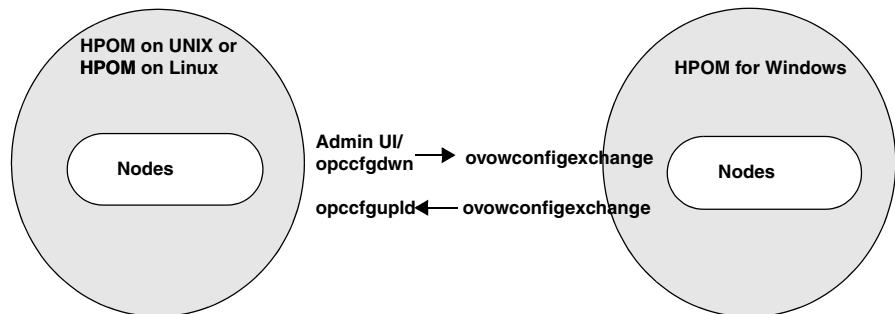 HPOM on UNIX or
HPOM on Linux
Nodes
Admin UI/
opccfgdwn
ovowconfigexchange
opccfgupld
ovowconfigexchange
HPOM for Windows
Nodes